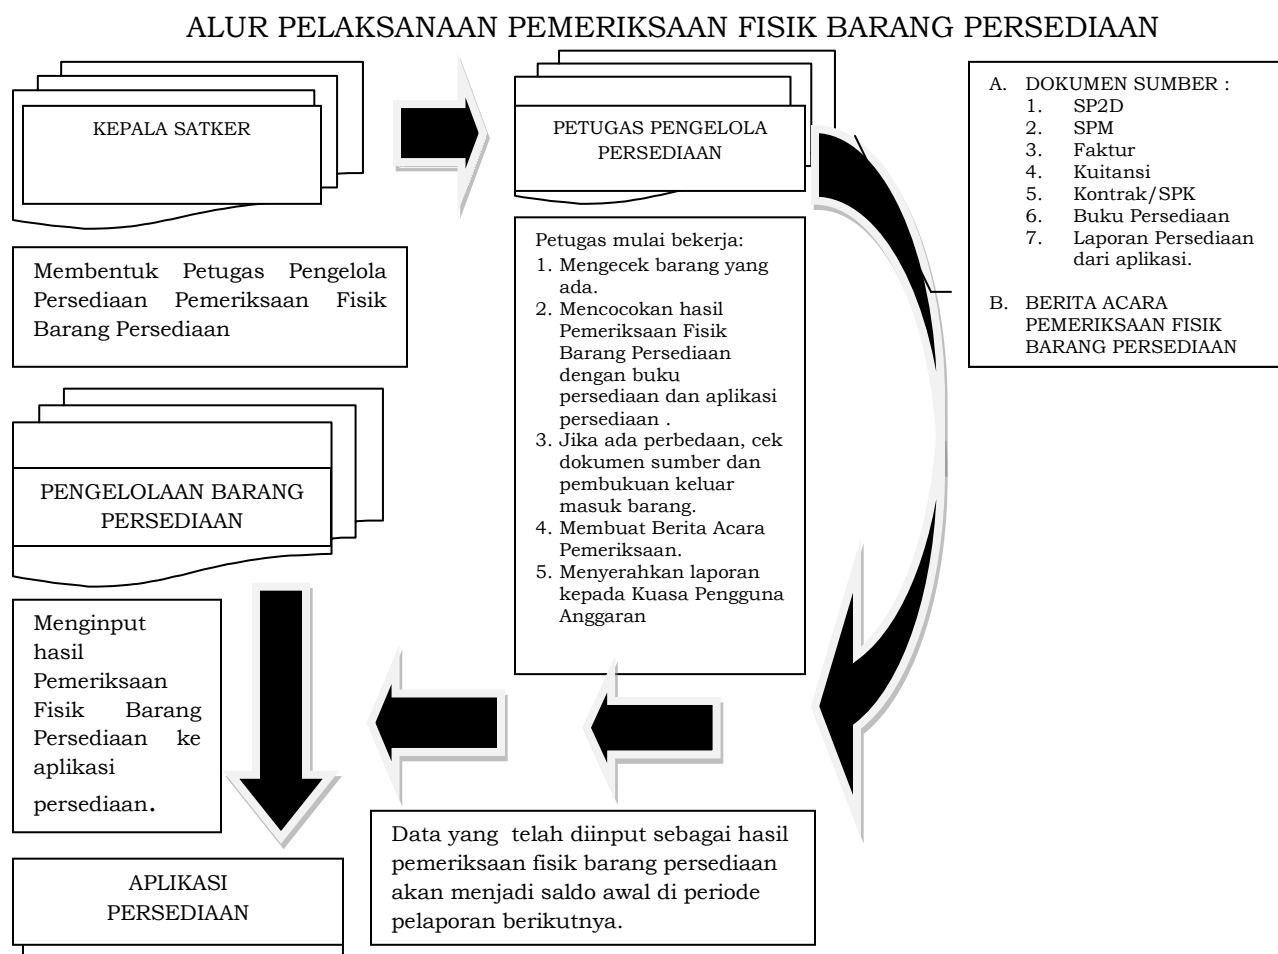 ALUR PELAKSANAAN PEMERIKSAAN FISIK BARANG PERSEDIAAN
KEPALA SATKER
Membentuk Petugas Pengelola
Persediaan Pemeriksaan Fisik
Barang Persediaan
PETUGAS PENGELOLA
PERSEDIAAN
Petugas mulai bekerja:
1. Mengecek barang yang
ada.
2. Mencocokan hasil
Pemeriksaan Fisik
Barang Persediaan
dengan buku
persediaan dan aplikasi
persediaan .
3. Jika ada perbedaan, cek
dokumen sumber dan
pembukuan keluar
masuk barang.
4. Membuat Berita Acara
Pemeriksaan.
5. Menyerahkan laporan
kepada Kuasa Pengguna
Anggaran
A. DOKUMEN SUMBER :
1. SP2D
2. SPM
3. Faktur
4. Kuitansi
5. Kontrak/SPK
6. Buku Persediaan
7. Laporan Persediaan
dari aplikasi.
B. BERITA ACARA
PEMERIKSAAN FISIK
BARANG PERSEDIAAN
PENGELOLAAN BARANG
PERSEDIAAN
Menginput
hasil
Pemeriksaan
Fisik Barang
Persediaan ke
aplikasi
persediaan.
Data yang telah diinput sebagai hasil
pemeriksaan fisik barang persediaan
akan menjadi saldo awal di periode
pelaporan berikutnya.
APLIKASI
PERSEDIAAN